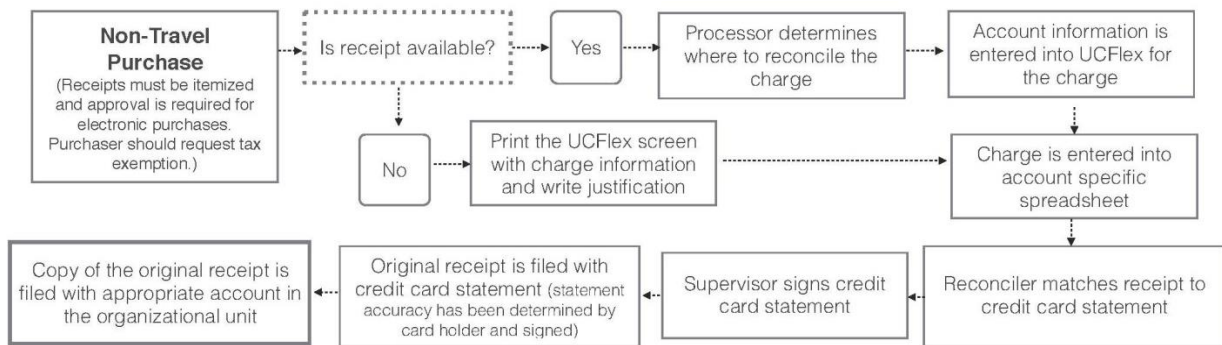 Non-Travel
Purchase
(Receipts must be itemized
and approval is required for
electronic purchases.
Purchaser should request tax
exemption.)
Is receipt available?
Yes
Processor determines
where to reconcile the
charge
Account information is
entered into UCFlex for
the charge
No
Print the UCFlex screen
with charge information
and write justification
Charge is entered into
account specific
spreadsheet
Copy of the original receipt is
filed with appropriate account in
the organizational unit
Original receipt is filed with
credit card statement (statement
accuracy has been determined by
card holder and signed)
Supervisor signs credit
card statement
Reconciler matches receipt to
credit card statement